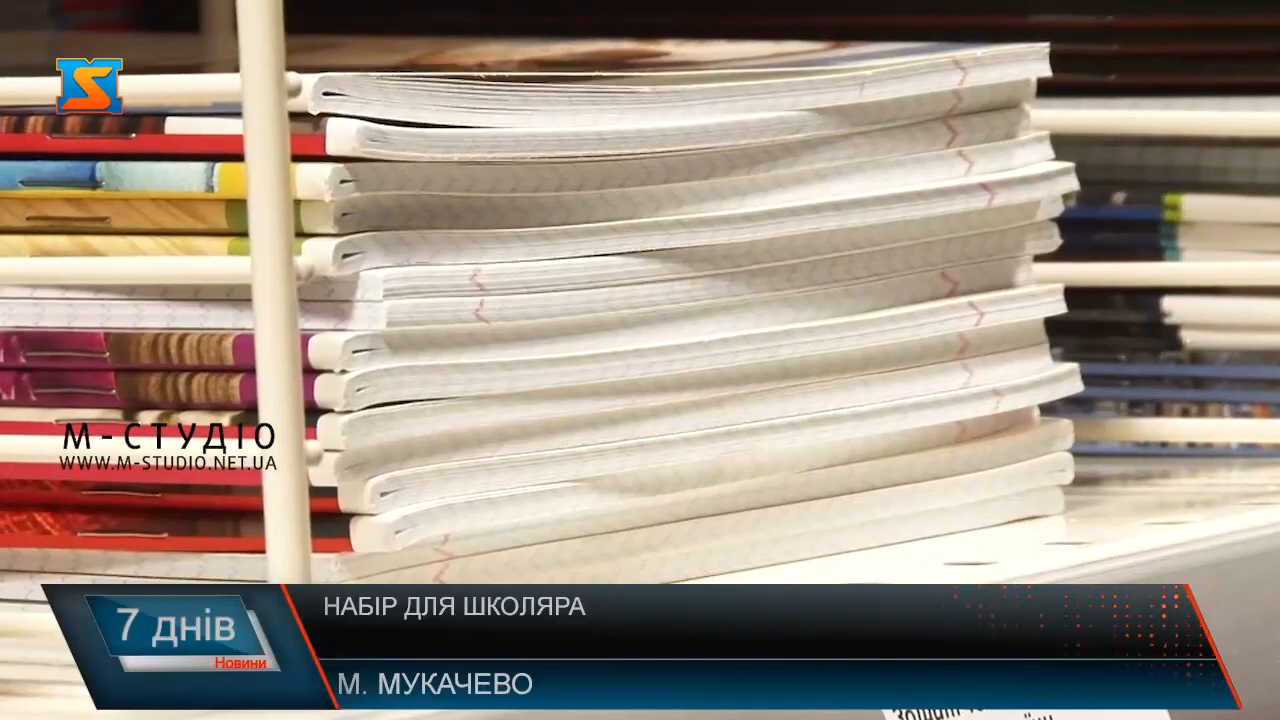 М-СТУДІО
WWW.M-STUDIO.NET.UA
7 днів
Новини
НАБІР ДЛЯ ШКОЛЯРА
М. МУКАЧЕВО